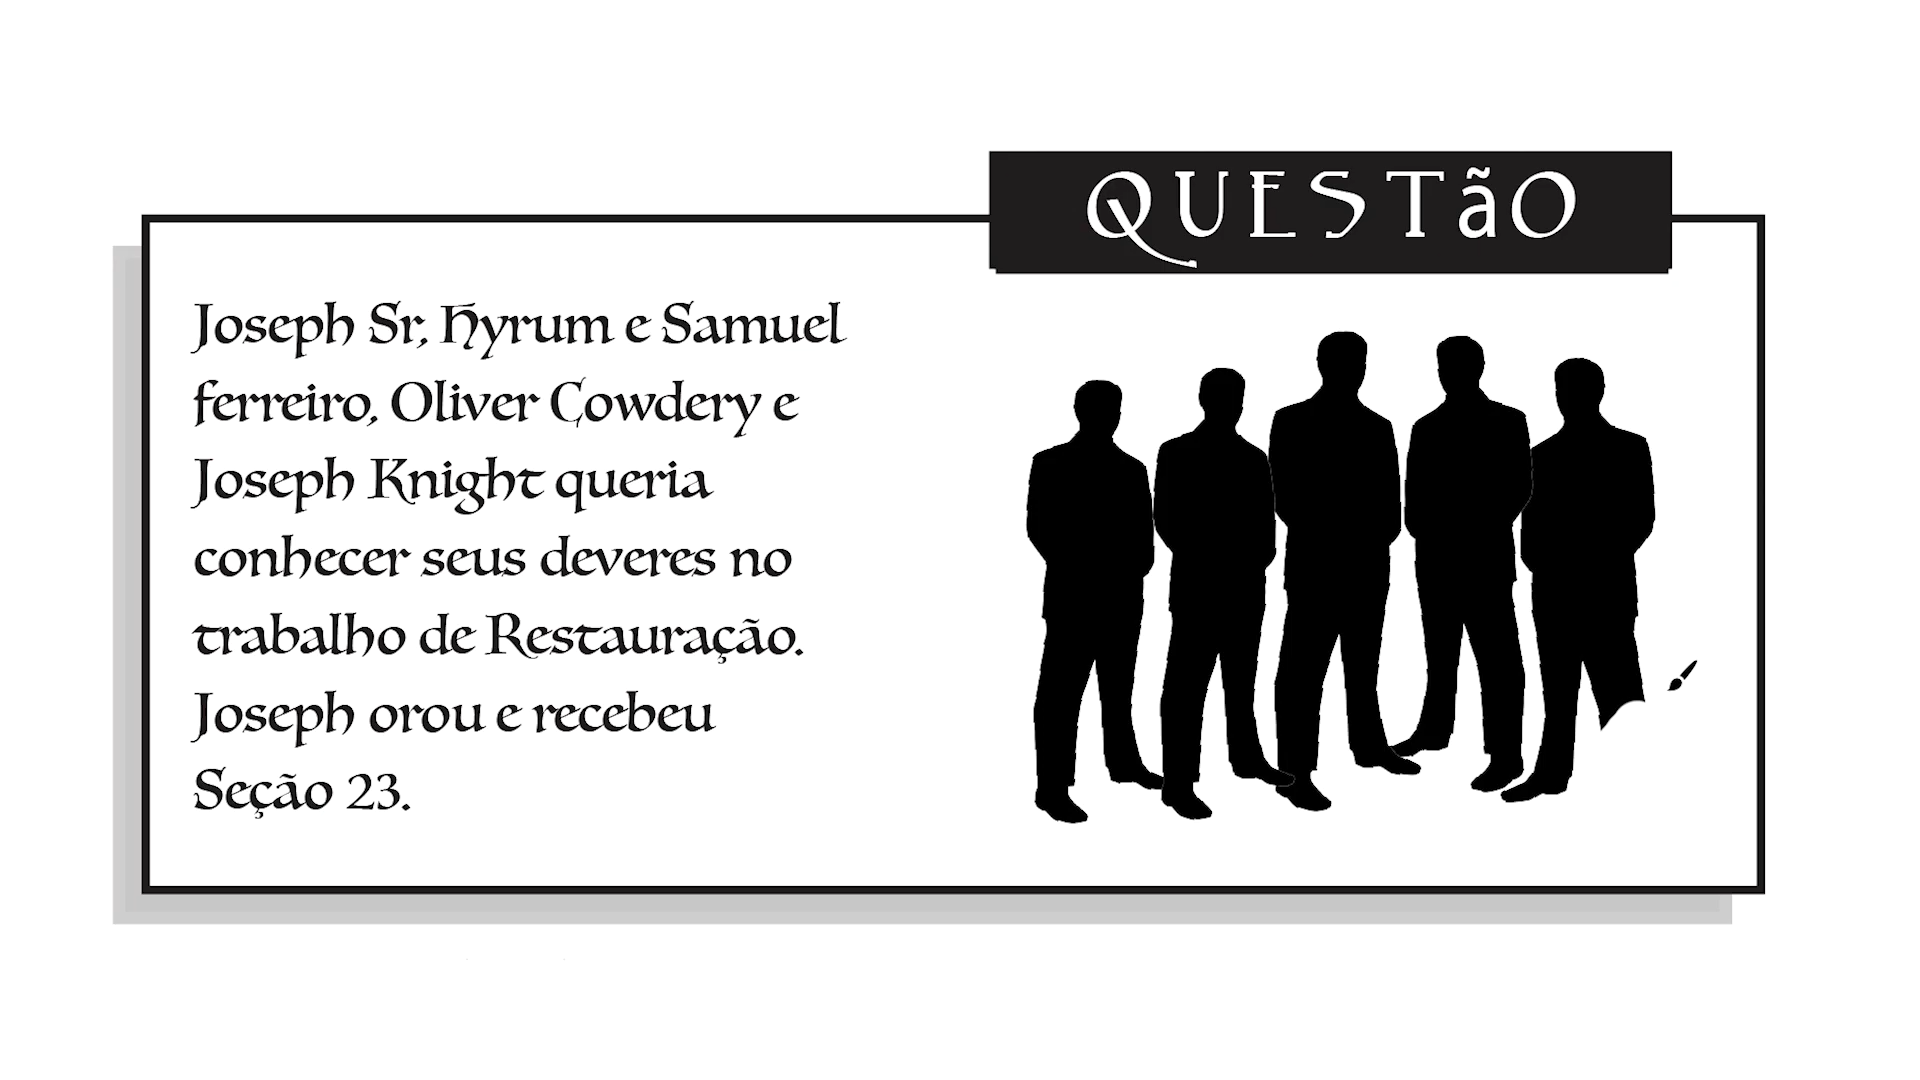 QUESTãO
Joseph Sr, Hyrum e Samuel
ferreiro, Oliver Cowdery e
Joseph Knight queria
conhecer seus deveres no
trabalho de Restauração.
Joseph orou e recebeu
Seção 23.